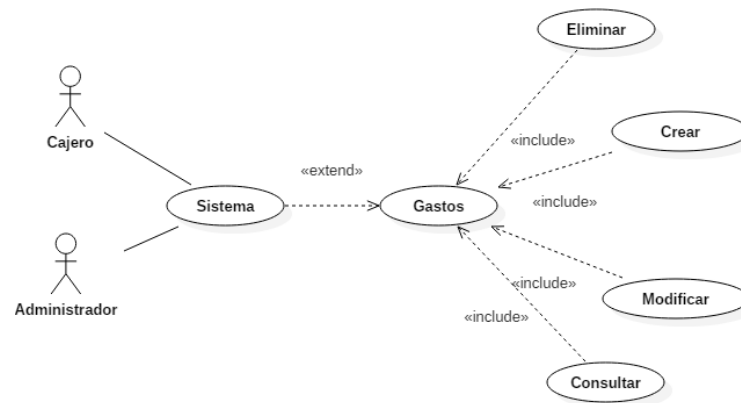 Eliminar
Cajero
«include»
Crear
«extend»
Sistema
Gastos
«include»
Administrador
«include»
Modificar
«include»
Consultar